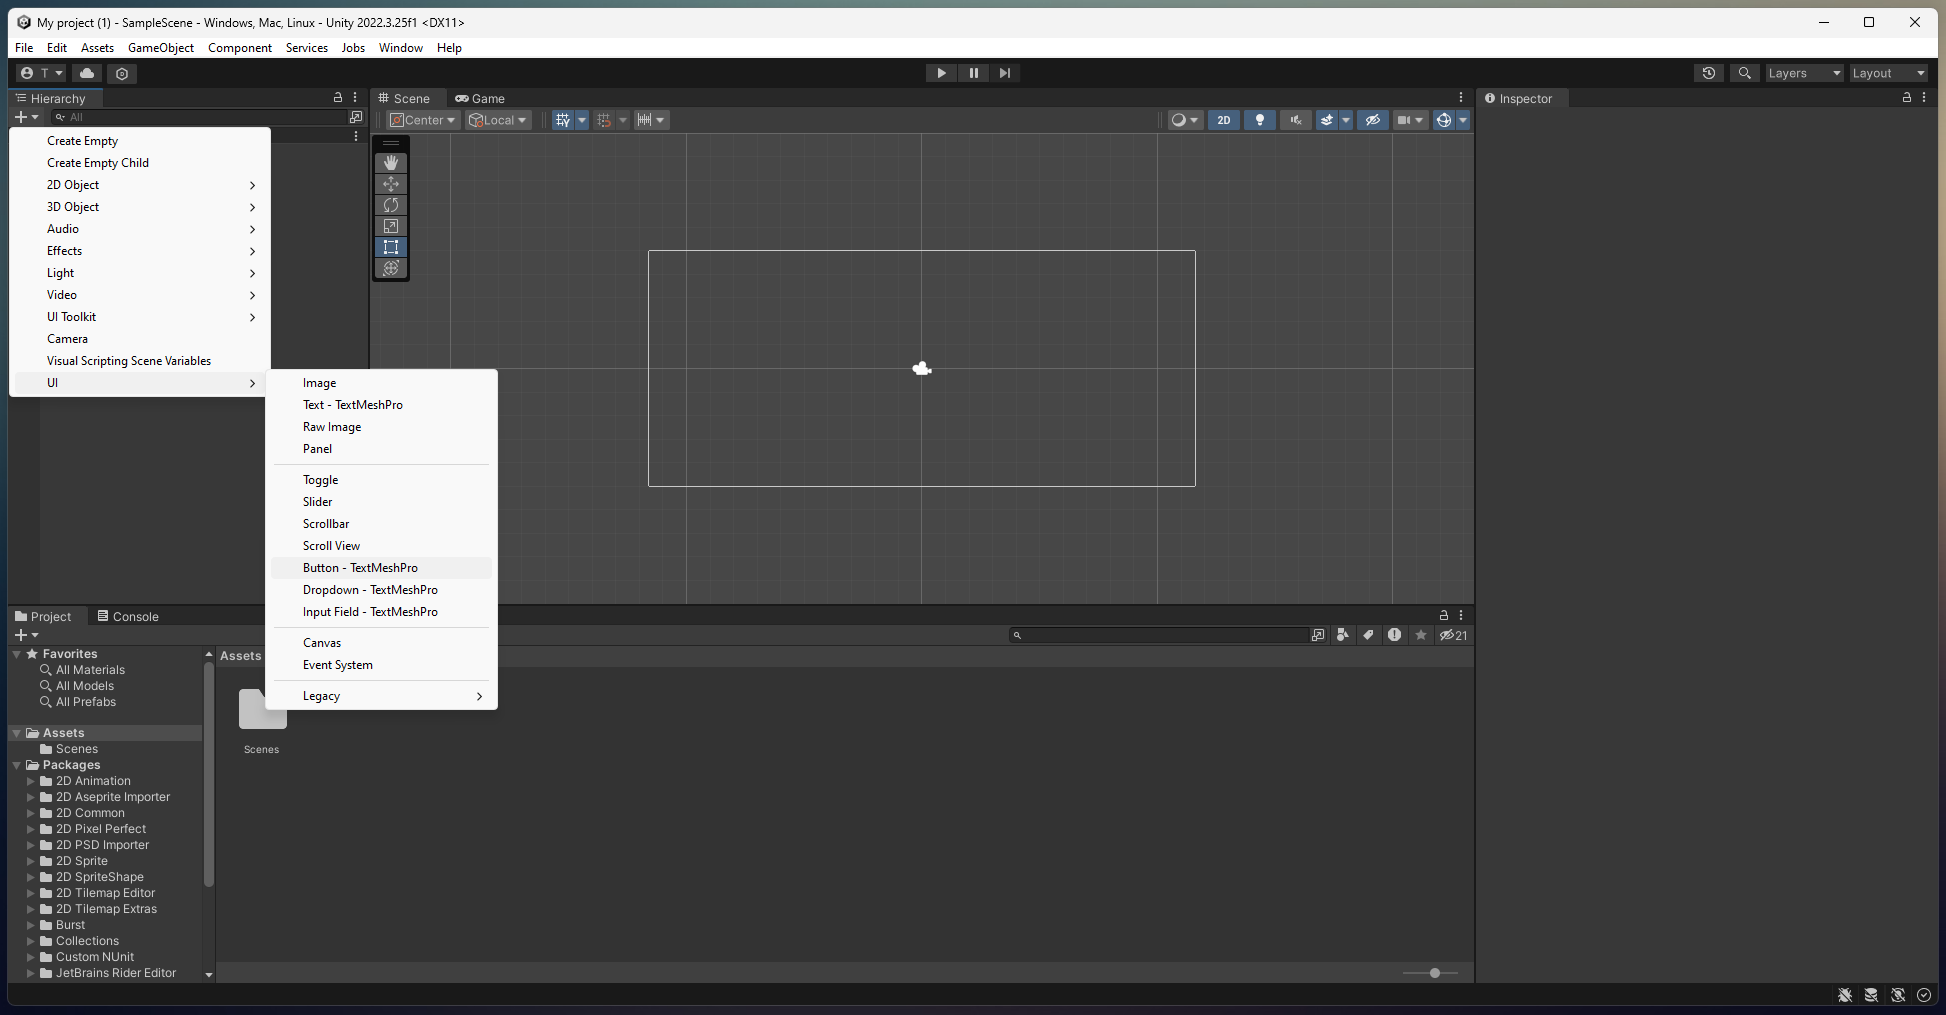 My project (1) - SampleScene - Windows, Mac, Linux - Unity 2022.3.25f1 <DX11>
File Edit Assets GameObject Component Services Jobs Window Help
T
Layers
Layout
Hierarchy
All
Create Empty
Create Empty Child
2D Object
3D Object
Audio
Effects
Light
Video
UI Toolkit
Camera
Visual Scripting Scene Variables
UI
Image
Text - TextMeshPro
Raw Image
Panel
Toggle
Slider
Scrollbar
Scroll View
Button - TextMeshPro
Dropdown - TextMeshPro
Input Field - TextMeshPro
Canvas
Event System
Legacy
Scene Game
Center Local 2D
Inspector
Project Console
21
Favorites
All Materials
All Models
All Prefabs
Assets
Scenes
Packages
2D Animation
2D Aseprite Importer
2D Common
2D Pixel Perfect
2D PSD Importer
2D Sprite
2D SpriteShape
2D Tilemap Editor
2D Tilemap Extras
Burst
Collections
Custom NUnit
JetBrains Rider Editor
Assets
Scenes